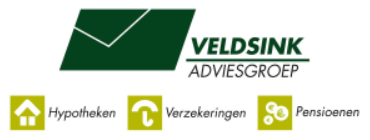 VELDSINK
ADVIESGROEP
Hypotheken Verzekeringen Pensioenen